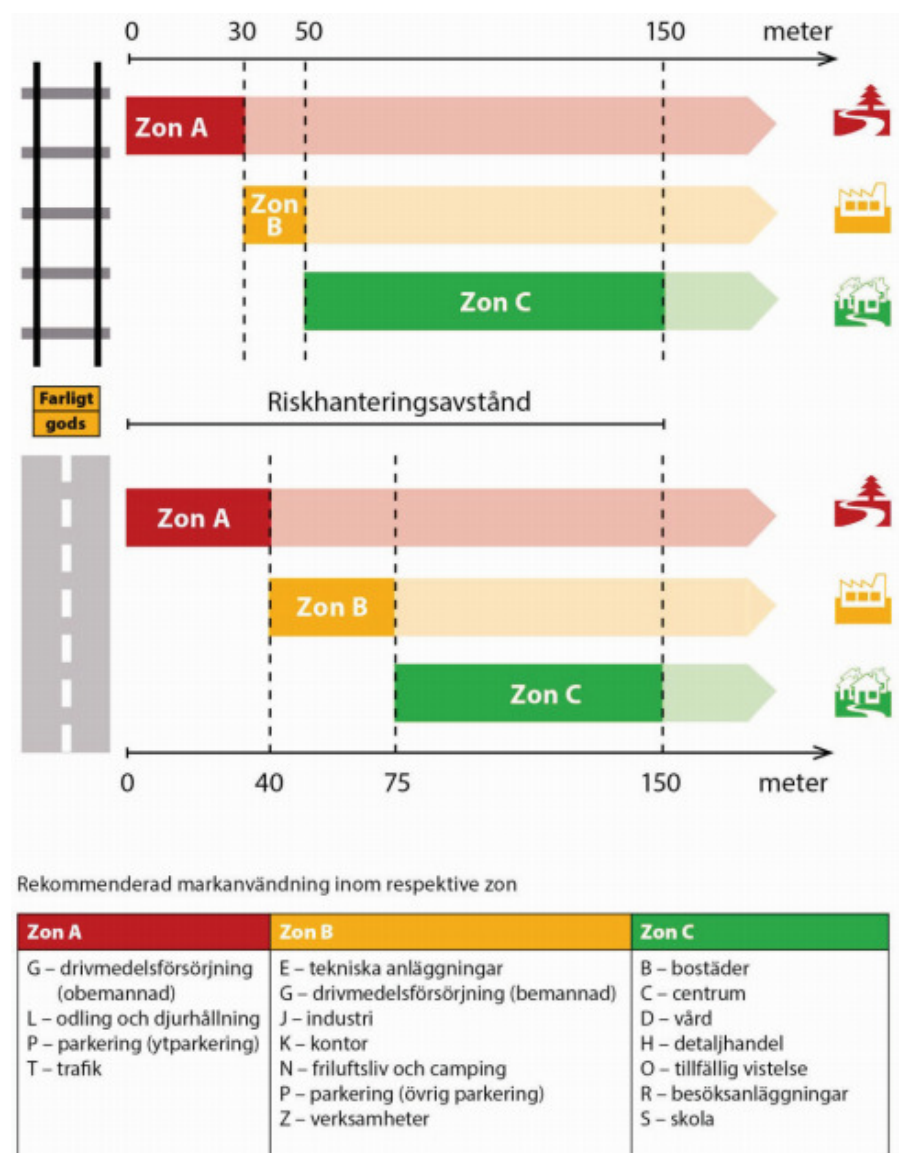 0 30 50 150 meter
Zon A
Zon
B
Zon C
Farligt
gods
Riskhanteringsavstånd
Zon A
Zon B
Zon C
0 40 75 150 meter
Rekommenderad markanvändning inom respektive zon
Zon A
G – drivmedelsförsörjning
(obemannad)
L – odling och djurhållning
P – parkering (ytparkering)
T – trafik
Zon B
E – tekniska anläggningar
G – drivmedelsförsörjning (bemannad)
J – industri
K – kontor
N – friluftsliv och camping
P – parkering (övrig parkering)
Z – verksamheter
Zon C
B – bostäder
C – centrum
D – vård
H – detaljhandel
O – tillfällig vistelse
R – besöksanläggningar
S – skola